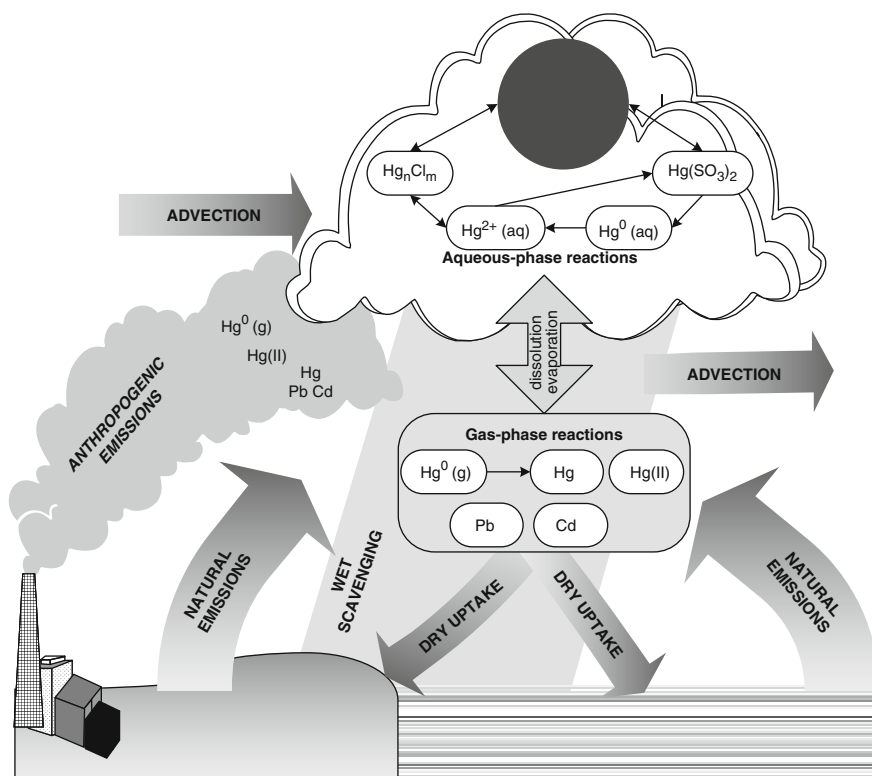 HgnClm
Hg(SO3)2
ADVECTION
Hg2+ (aq)
Hg0 (aq)
Aqueous-phase reactions
Hg0 (g)
Hg(II)
Hg
Pb Cd
ANTHROPOGENIC
EMISSIONS
dissolution
evaporation
ADVECTION
Gas-phase reactions
Hg0 (g)
Hg
Hg(II)
Pb
Cd
NATURAL
EMISSIONS
WET
SCAVENGING
DRY UPTAKE
DRY UPTAKE
NATURAL
EMISSIONS